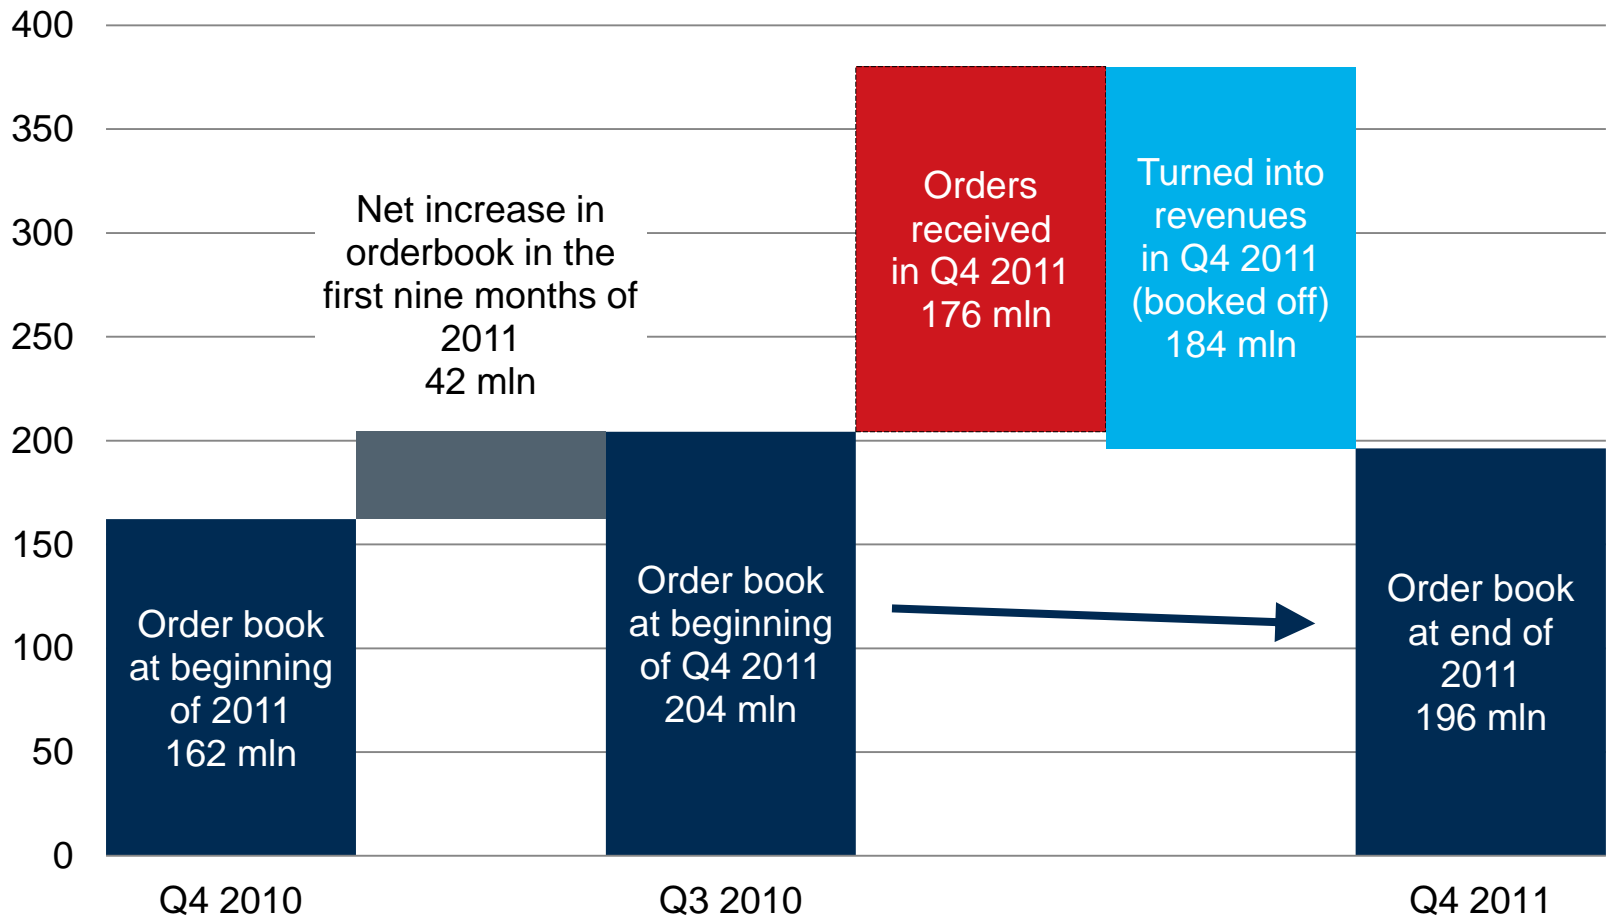 400
350
300
250
200
150
100
50
0
Net increase in
orderbook in the
first nine months of
2011
42 mln
Orders
received
in Q4 2011
176 mln
Turned into
revenues
in Q4 2011
(booked off)
184 mln
Order book
at beginning
of 2011
162 mln
Order book
at beginning
of Q4 2011
204 mln
Order book
at end of
2011
196 mln
Q4 2010
Q3 2010
Q4 2011